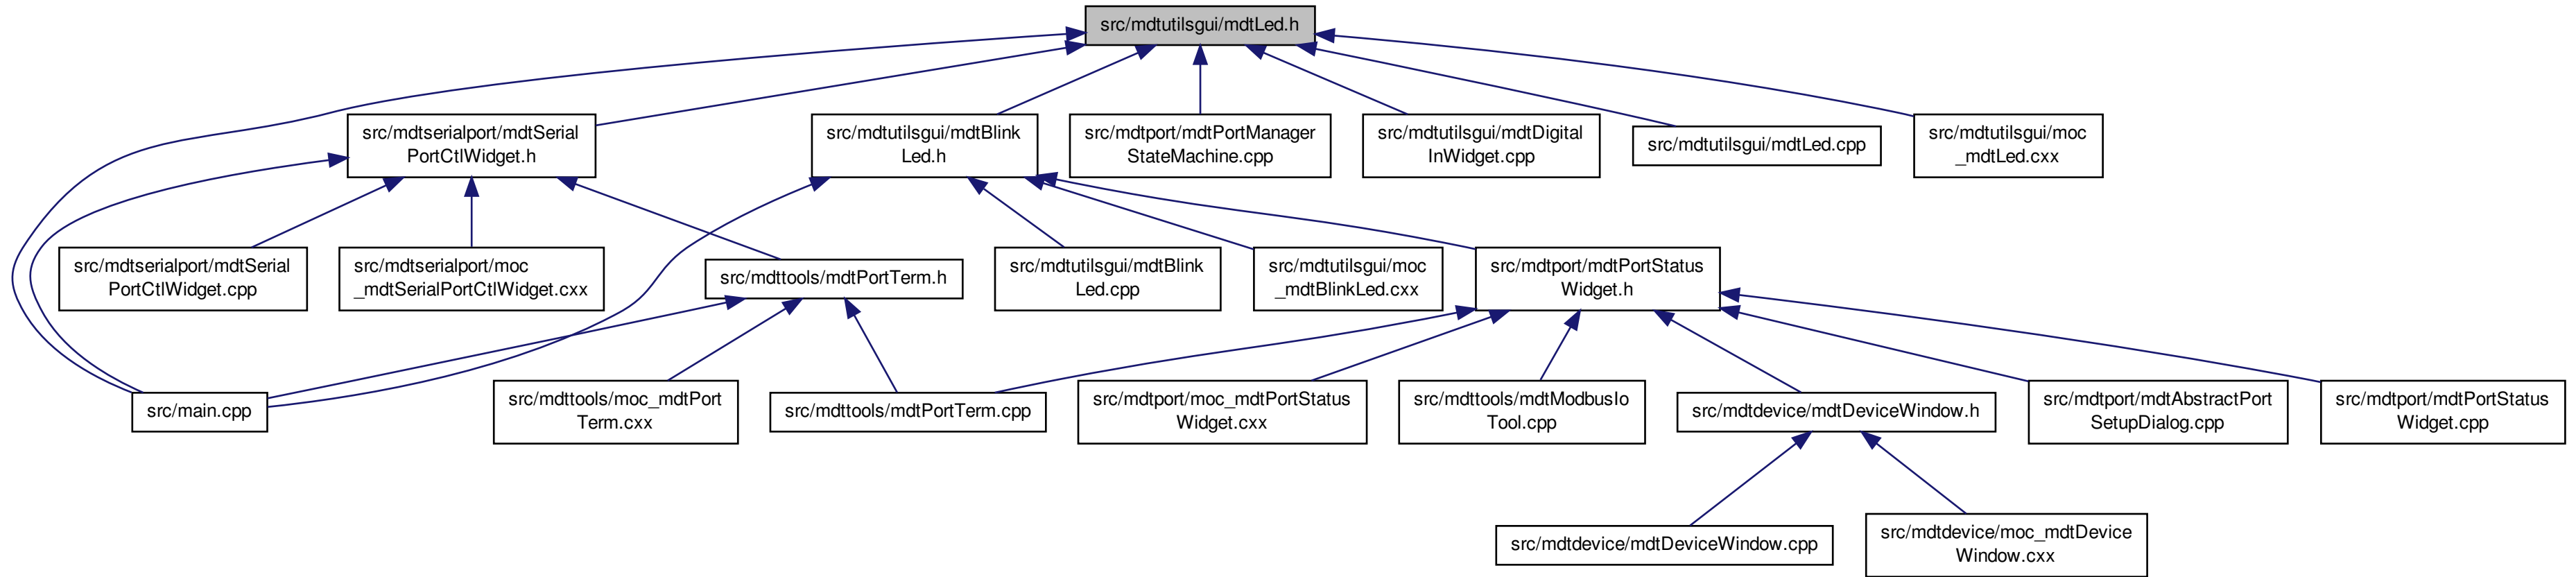 src/mdtutilsgui/mdtLed.h
src/mdtserialport/mdtSerial
PortCtlWidget.h
src/mdtutilsgui/mdtBlink
Led.h
src/mdtport/mdtPortManager
StateMachine.cpp
src/mdtutilsgui/mdtDigital
InWidget.cpp
src/mdtutilsgui/mdtLed.cpp
src/mdtutilsgui/moc
_mdtLed.cxx
src/mdtserialport/mdtSerial
PortCtlWidget.cpp
src/mdtserialport/moc
_mdtSerialPortCtlWidget.cxx
src/mdttools/mdtPortTerm.h
src/mdtutilsgui/mdtBlink
Led.cpp
src/mdtutilsgui/moc
_mdtBlinkLed.cxx
src/mdtport/mdtPortStatus
Widget.h
src/main.cpp
src/mdttools/moc_mdtPort
Term.cxx
src/mdttools/mdtPortTerm.cpp
src/mdtport/moc_mdtPortStatus
Widget.cxx
src/mdttools/mdtModbusIo
Tool.cpp
src/mdtdevice/mdtDeviceWindow.h
src/mdtport/mdtAbstractPort
SetupDialog.cpp
src/mdtport/mdtPortStatus
Widget.cpp
src/mdtdevice/mdtDeviceWindow.cpp
src/mdtdevice/moc_mdtDevice
Window.cxx